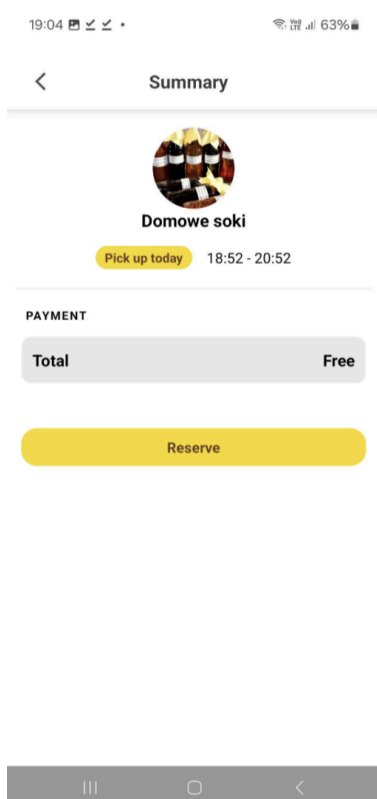 19:04 63%
Summary
Domowe soki
Pick up today 18:52 - 20:52
PAYMENT
Total Free
Reserve